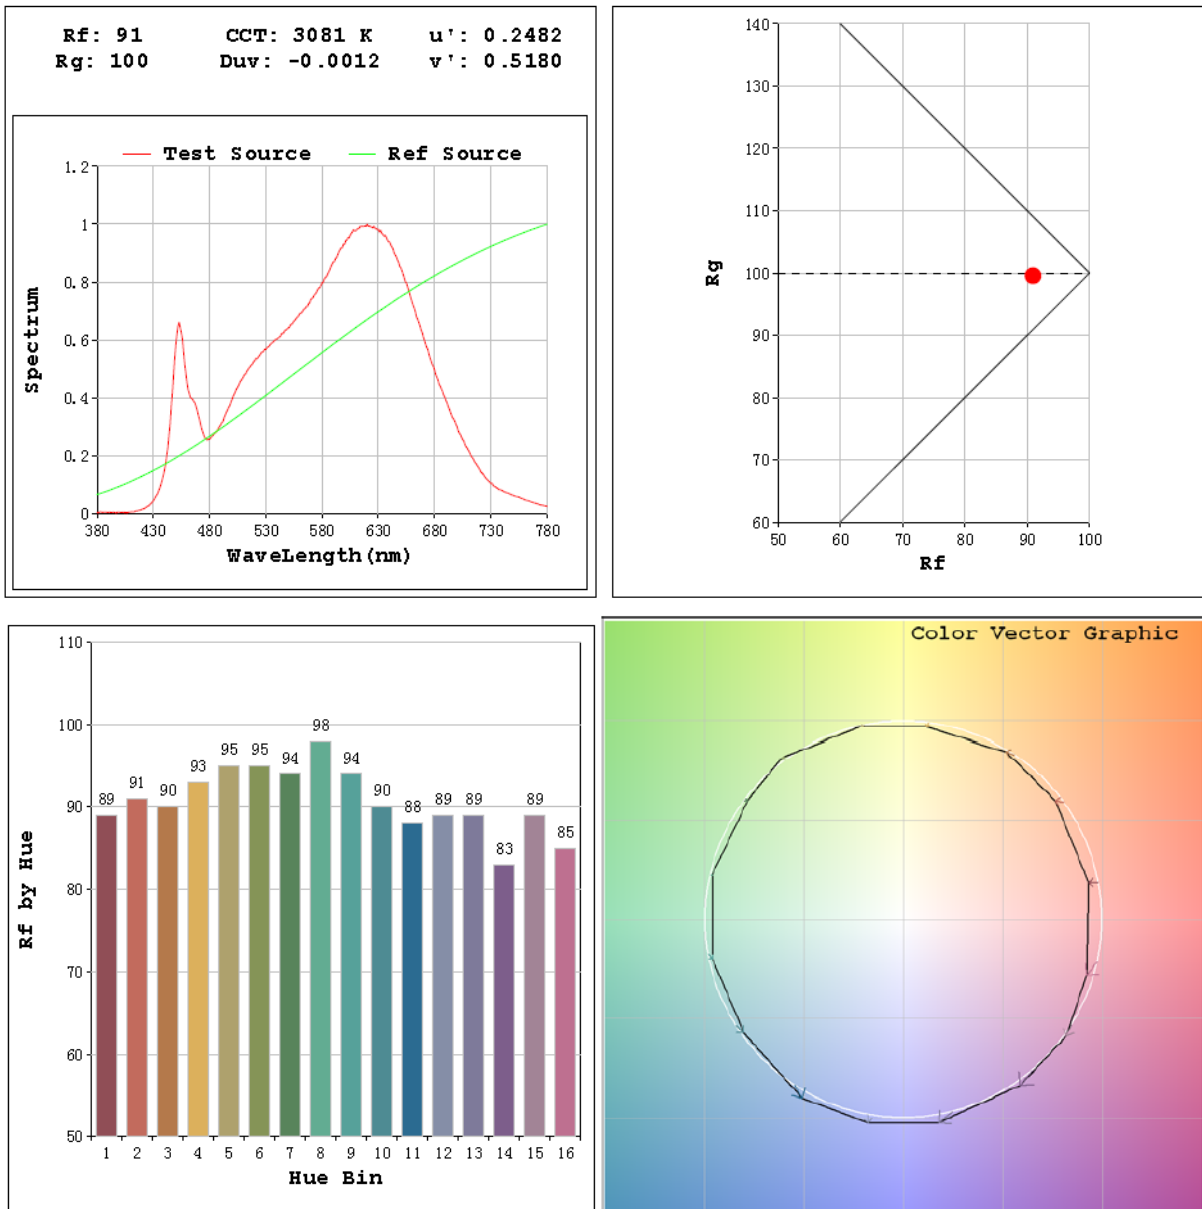 Rf: 91 CCT: 3081 K u': 0.2482
Rg: 100 Duv: -0.0012 v': 0.5180
Test Source Ref Source
1.2
1
0.8
0.6
0.4
0.2
0
Spectrum
380 430 480 530 580 630 680 730 780
WaveLength(nm)
140
130
120
110
100
90
80
70
60
Rg
50 60 70 80 90 100
Rf
110
100
90
80
70
60
50
Rf by Hue
89 91 90 93 95 95 94 98 94 90 88 89 89 83 89 85
1 2 3 4 5 6 7 8 9 10 11 12 13 14 15 16
Hue Bin
Color Vector Graphic